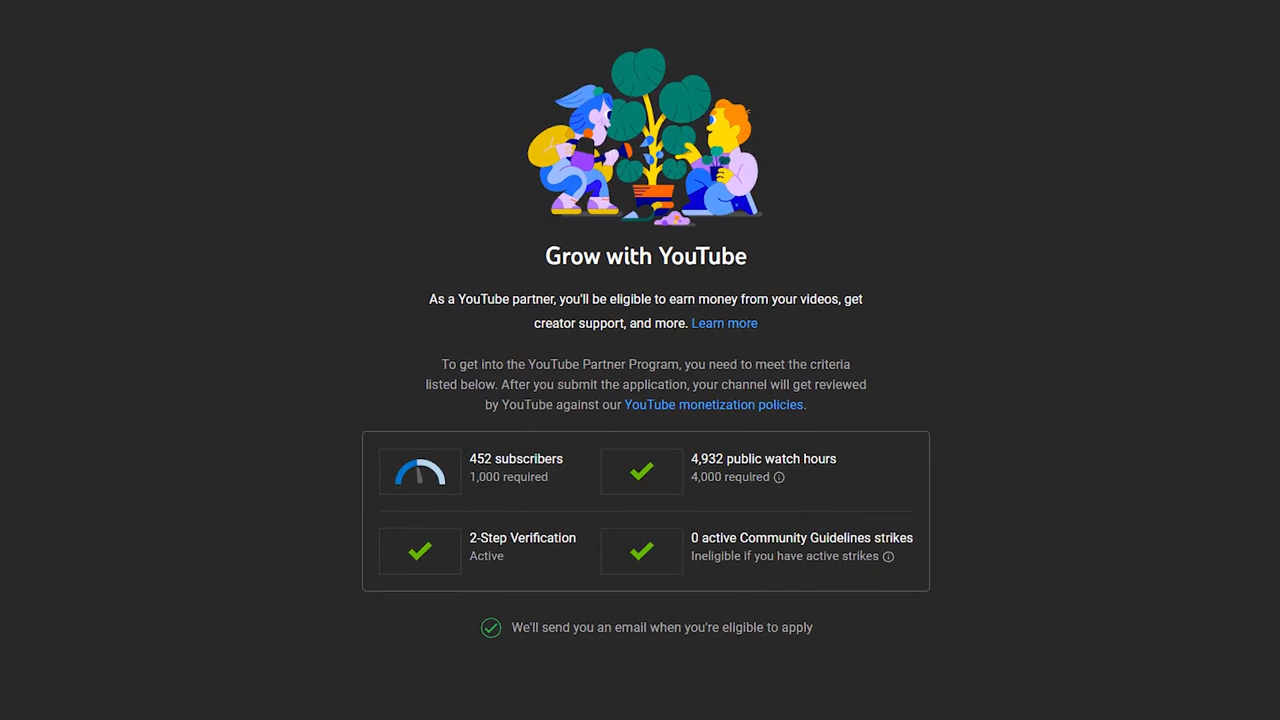 Grow with YouTube
As a YouTube partner, you'll be eligible to earn money from your videos, get
creator support, and more. Learn more
To get into the YouTube Partner Program, you need to meet the criteria
listed below. After you submit the application, your channel will get reviewed
by YouTube against our YouTube monetization policies.
452 subscribers
1,000 required
4,932 public watch hours
4,000 required
2-Step Verification
Active
0 active Community Guidelines strikes
Ineligible if you have active strikes
We'll send you an email when you're eligible to apply